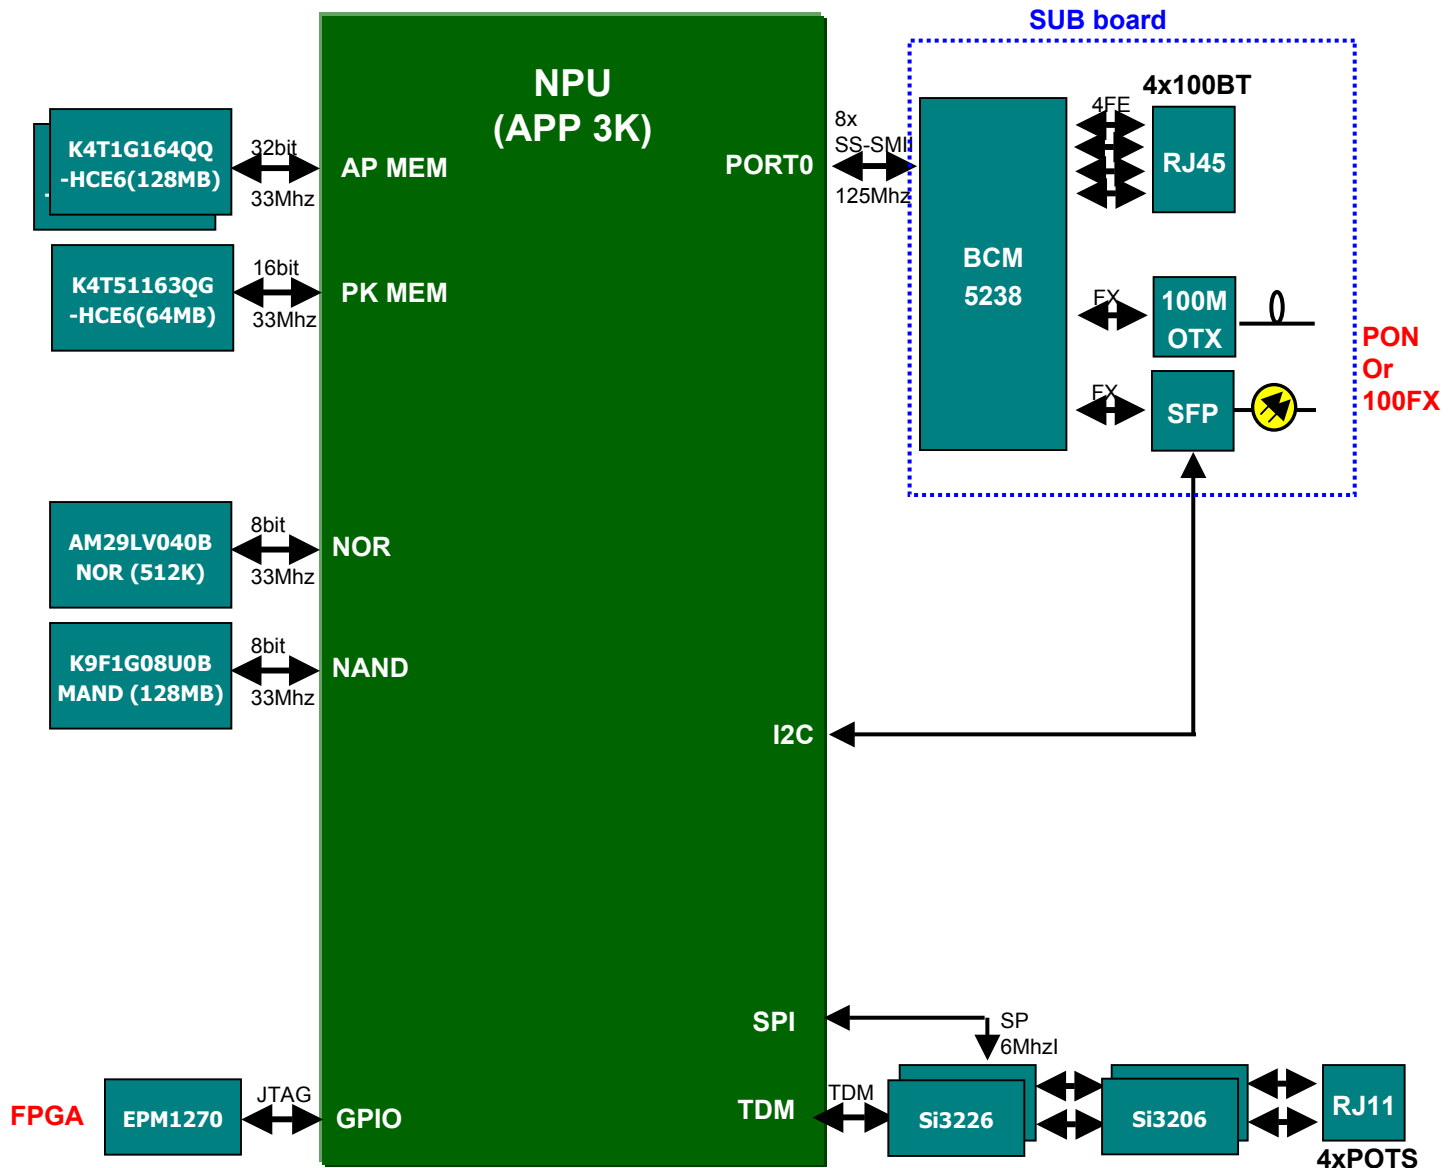 SUB board
NPU
(APP 3K)
4x100BT
8x
SS-SMII
125Mhz
4FE
K4T1G164QQ
-HCE6(128MB)
32bit
33Mhz
AP MEM
PORT0
RJ45
K4T51163QG
-HCE6(64MB)
16bit
33Mhz
PK MEM
BCM
5238
FX
100M
OTX
PON
Or
100FX
FX
SFP
AM29LV040B
NOR (512K)
8bit
33Mhz
NOR
K9F1G08U0B
MAND (128MB)
8bit
33Mhz
NAND
I2C
SPI
SP
6MhzI
FPGA
EPM1270
JTAG
GPIO
TDM
TDM
Si3226
Si3206
RJ11
4xPOTS